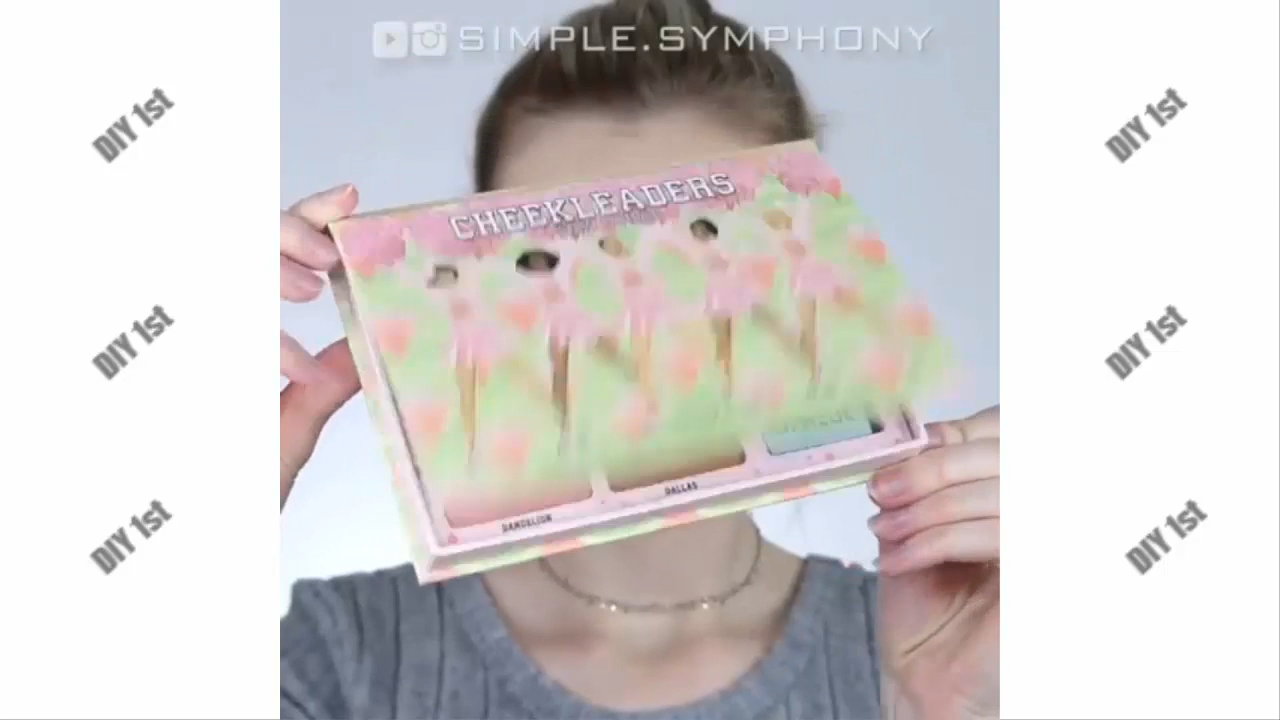 SIMPLE.SYMPHONY
DIY 1st
DIY 1st
CHEEKLEADERS
DIY 1st
DIY 1st
DALLAS
DANDELION
DIY 1st
DIY 1st